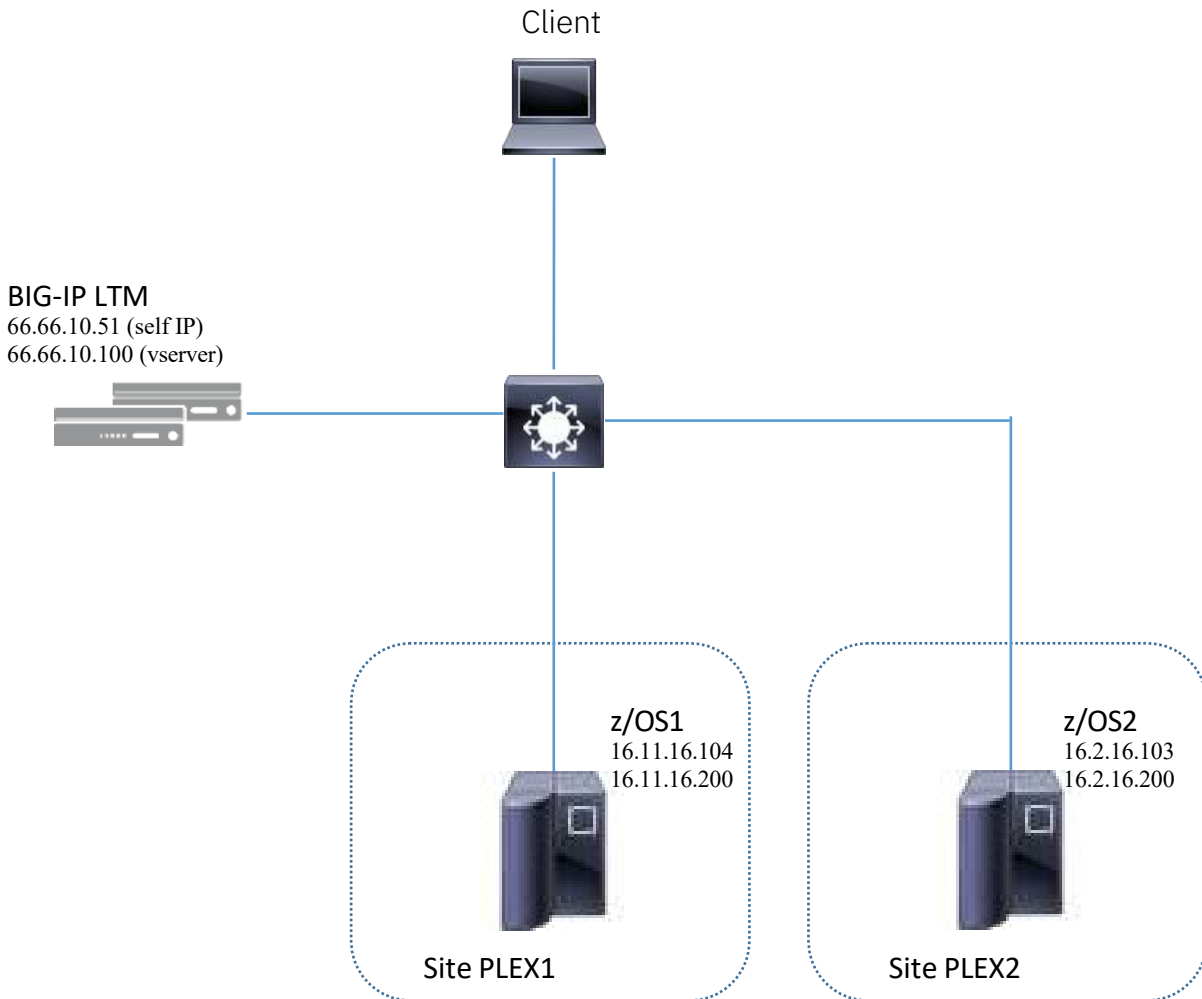 Client
BIG-IP LTM
66.66.10.51 (self IP)
66.66.10.100 (vserver)
z/OS1
16.11.16.104
16.11.16.200
z/OS2
16.2.16.103
16.2.16.200
Site PLEX1
Site PLEX2